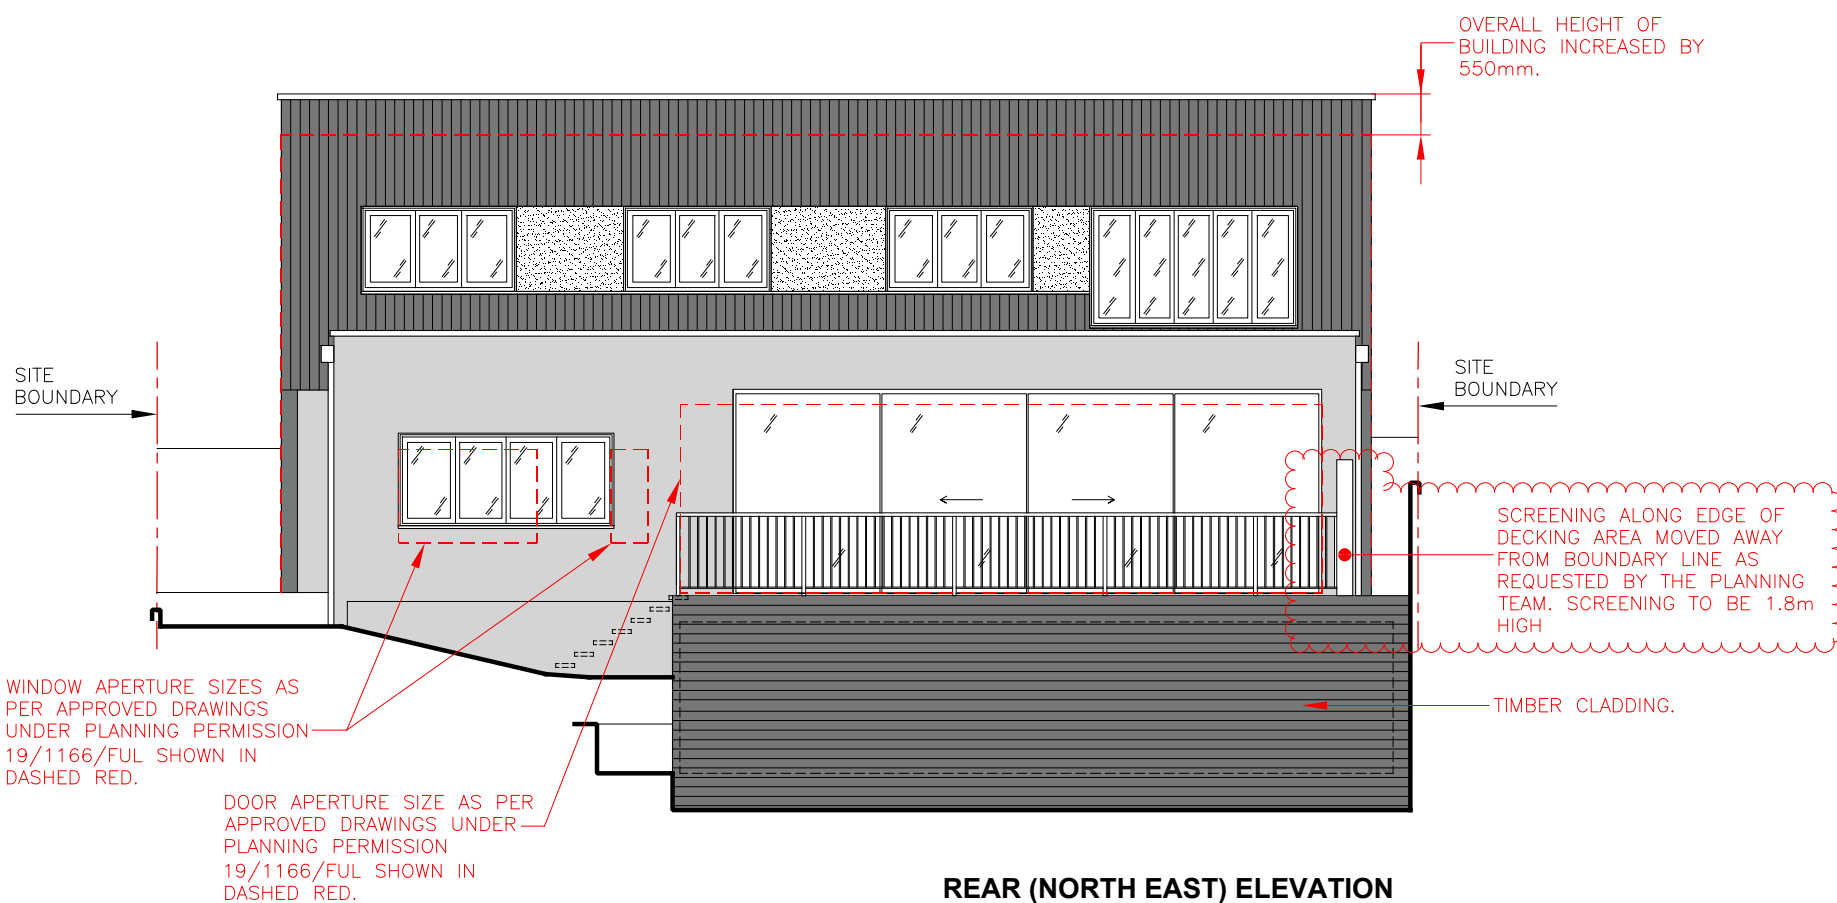 OVERALL HEIGHT OF
BUILDING INCREASED BY
550mm.
SITE
BOUNDARY
SITE
BOUNDARY
SCREENING ALONG EDGE OF
DECKING AREA MOVED AWAY
FROM BOUNDARY LINE AS
REQUESTED BY THE PLANNING
TEAM. SCREENING TO BE 1.8m
HIGH
WINDOW APERTURE SIZES AS
PER APPROVED DRAWINGS
UNDER PLANNING PERMISSION
19/1166/FUL SHOWN IN
DASHED RED.
TIMBER CLADDING.
DOOR APERTURE SIZE AS PER
APPROVED DRAWINGS UNDER
PLANNING PERMISSION
19/1166/FUL SHOWN IN
DASHED RED.
REAR (NORTH EAST) ELEVATION